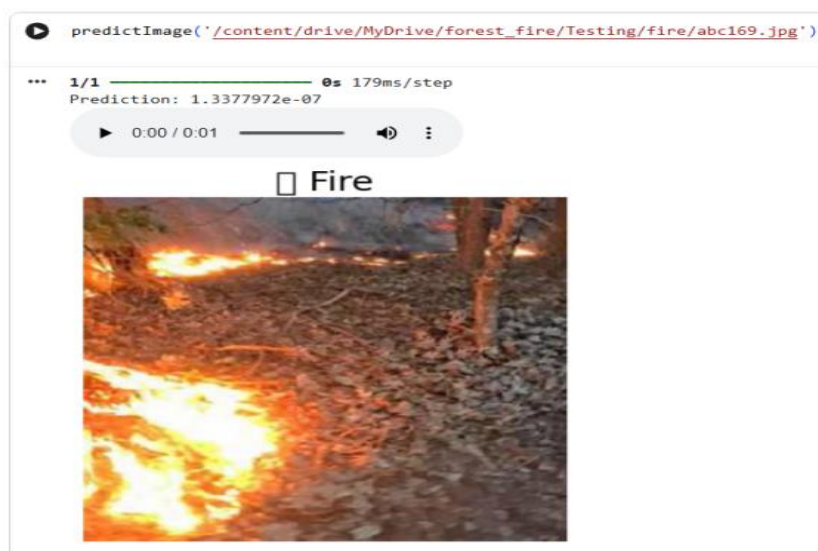 predictImage('/content/drive/MyDrive/forest_fire/Testing/fire/abc169.jpg')
1/1 ━━━━━━━━━━━━━━━━━━━━ 0s 179ms/step
Prediction: 1.3377972e-07
0:00 / 0:01
▯ Fire